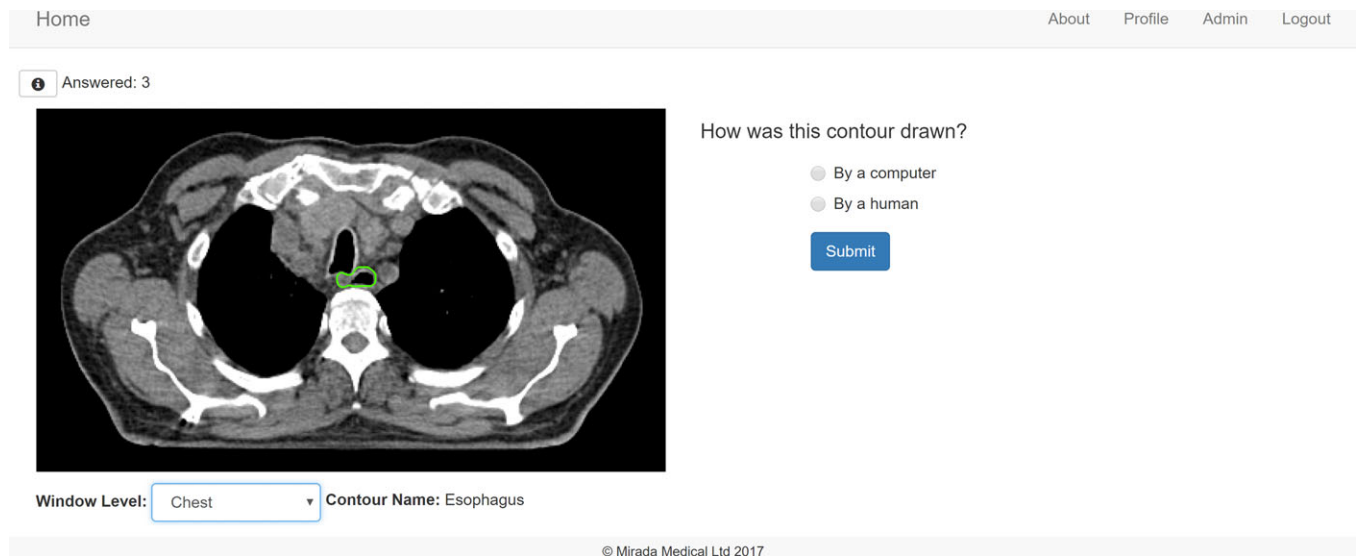 Home About Profile Admin Logout
Answered: 3
How was this contour drawn?
By a computer
By a human
Submit
Window Level: Chest Contour Name: Esophagus
© Mirada Medical Ltd 2017